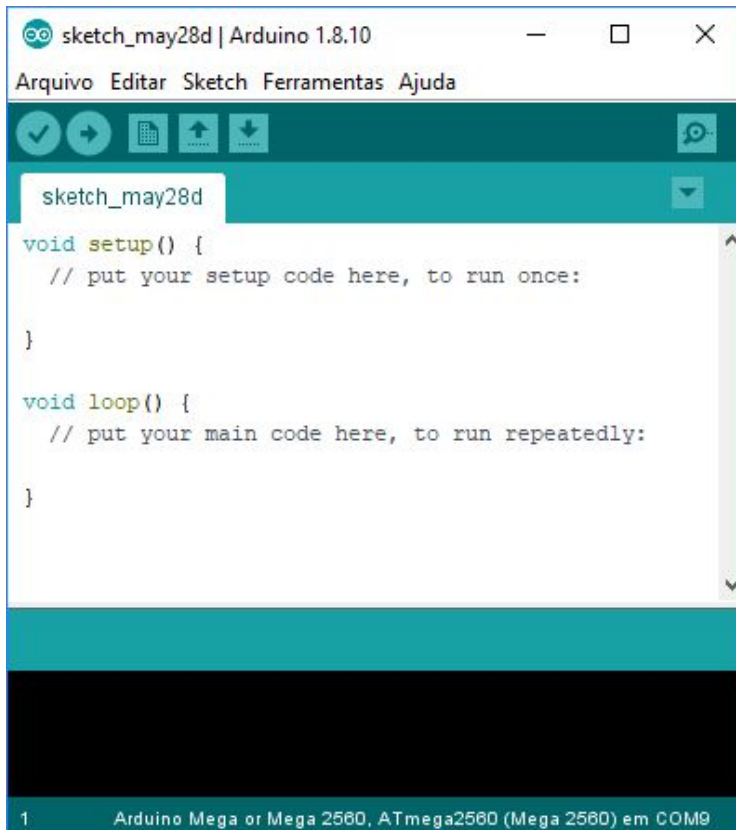 sketch_may28d | Arduino 1.8.10
Arquivo Editar Sketch Ferramentas Ajuda
sketch_may28d
void setup() {
// put your setup code here, to run once:
}
void loop() {
// put your main code here, to run repeatedly:
}
1 Arduino Mega or Mega 2560, ATmega2560 (Mega 2560) em COM9